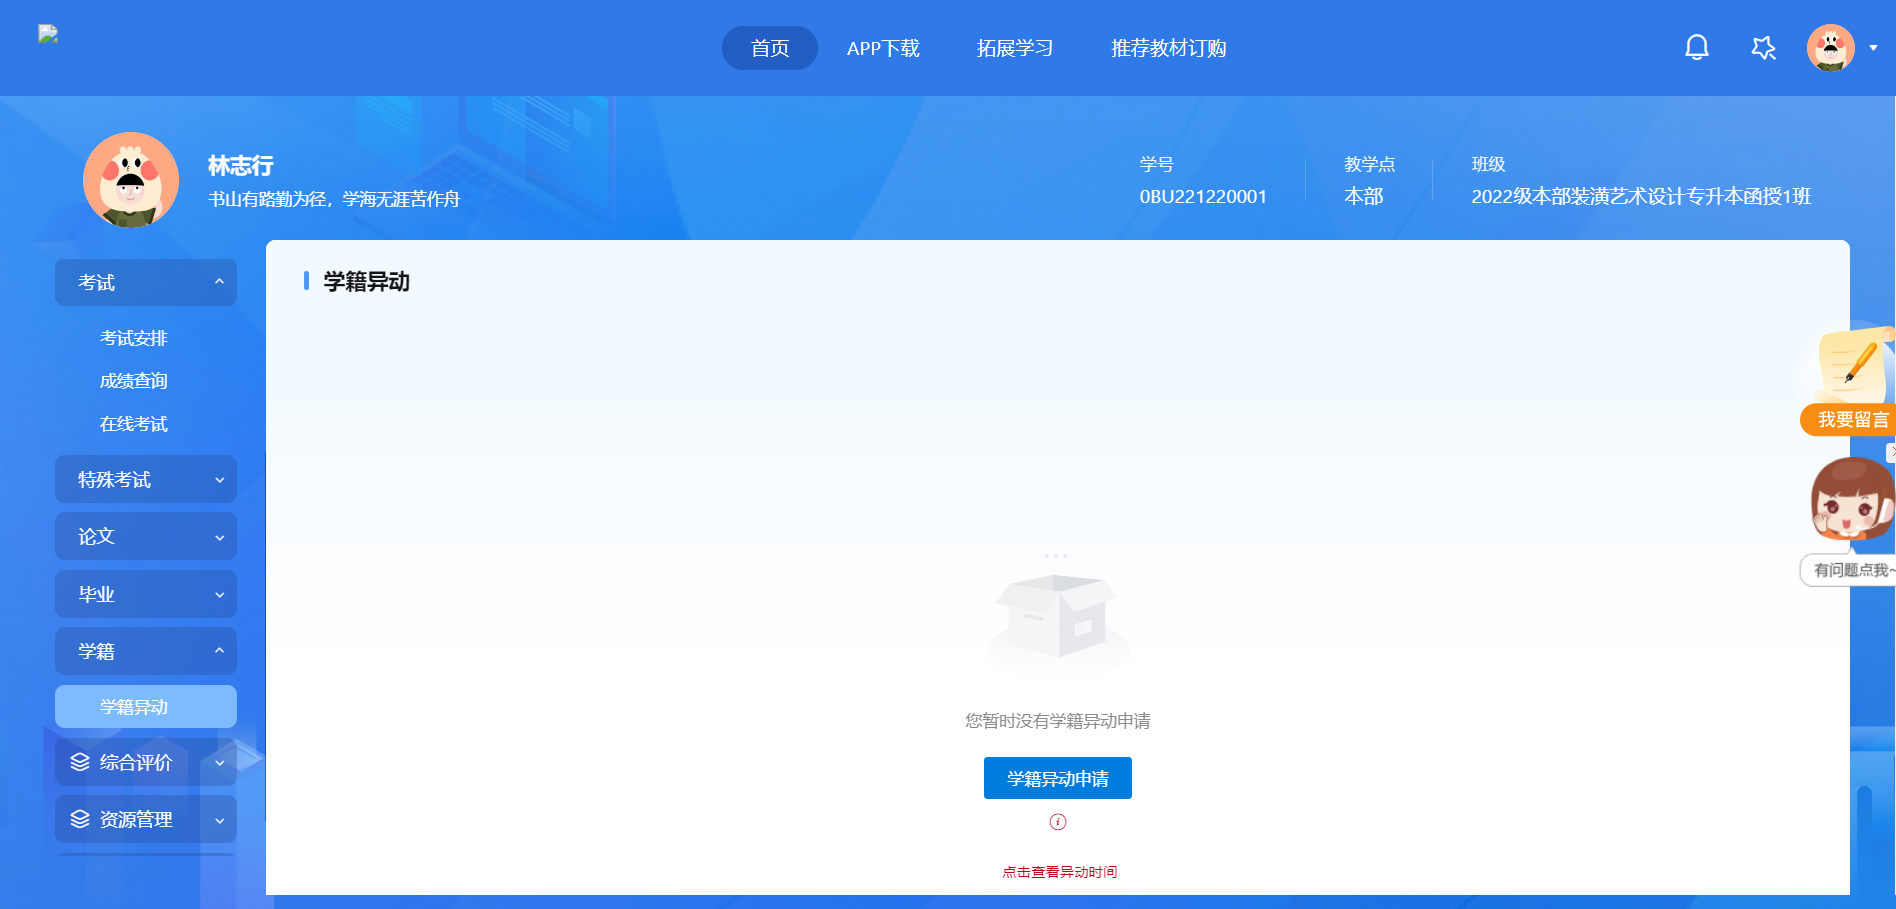 首页 APP下载 拓展学习 推荐教材订购
林志行
书山有路勤为径，学海无涯苦作舟
学号 教学点 班级
0BU221220001 本部 2022级本部装潢艺术设计专升本函授1班
学籍异动
考试
考试安排
成绩查询
在线考试
特殊考试
论文
毕业
学籍
学籍异动
综合评价
资源管理
您暂时没有学籍异动申请
学籍异动申请
点击查看异动时间
我要留言
有问题点我~